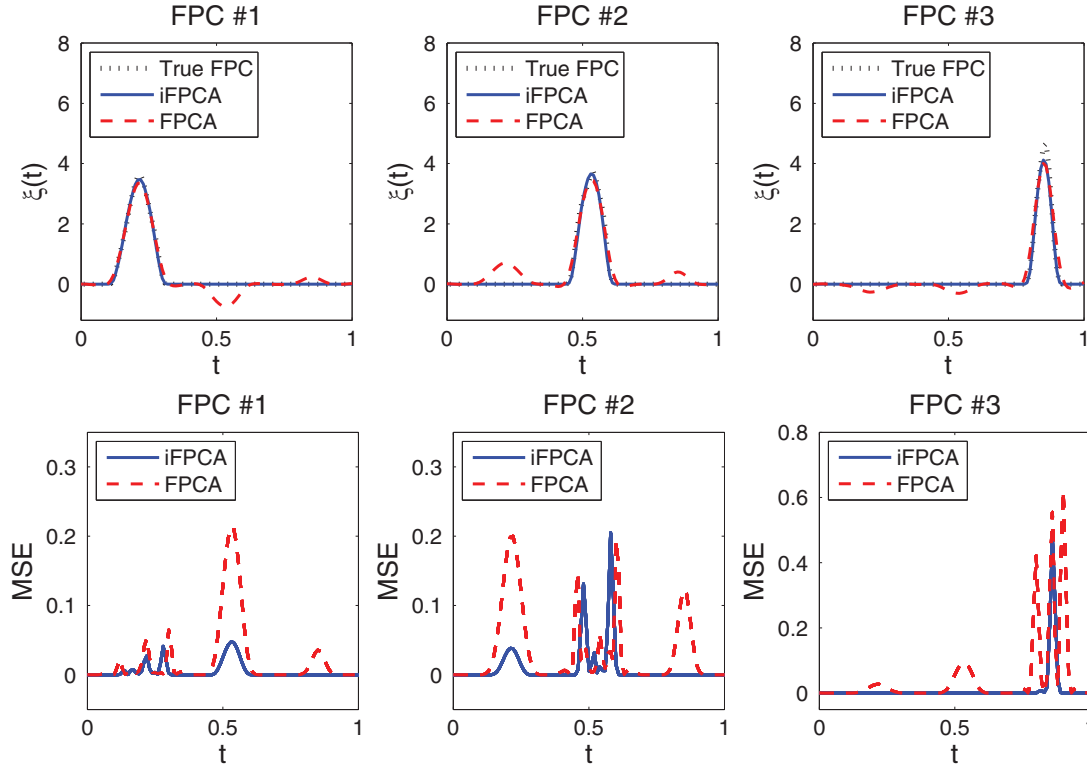 FPC #1
8
6
4
2
0
ξ(t)
True FPC
iFPCA
FPCA
0
0.5
1
t
FPC #2
8
6
4
2
0
ξ(t)
True FPC
iFPCA
FPCA
0
0.5
1
t
FPC #3
8
6
4
2
0
ξ(t)
True FPC
iFPCA
FPCA
0
0.5
1
t
FPC #1
0.3
0.2
0.1
0
MSE
iFPCA
FPCA
0
0.5
1
t
FPC #2
0.3
0.2
0.1
0
MSE
iFPCA
FPCA
0
0.5
1
t
FPC #3
0.8
0.6
0.4
0.2
0
MSE
iFPCA
FPCA
0
0.5
1
t